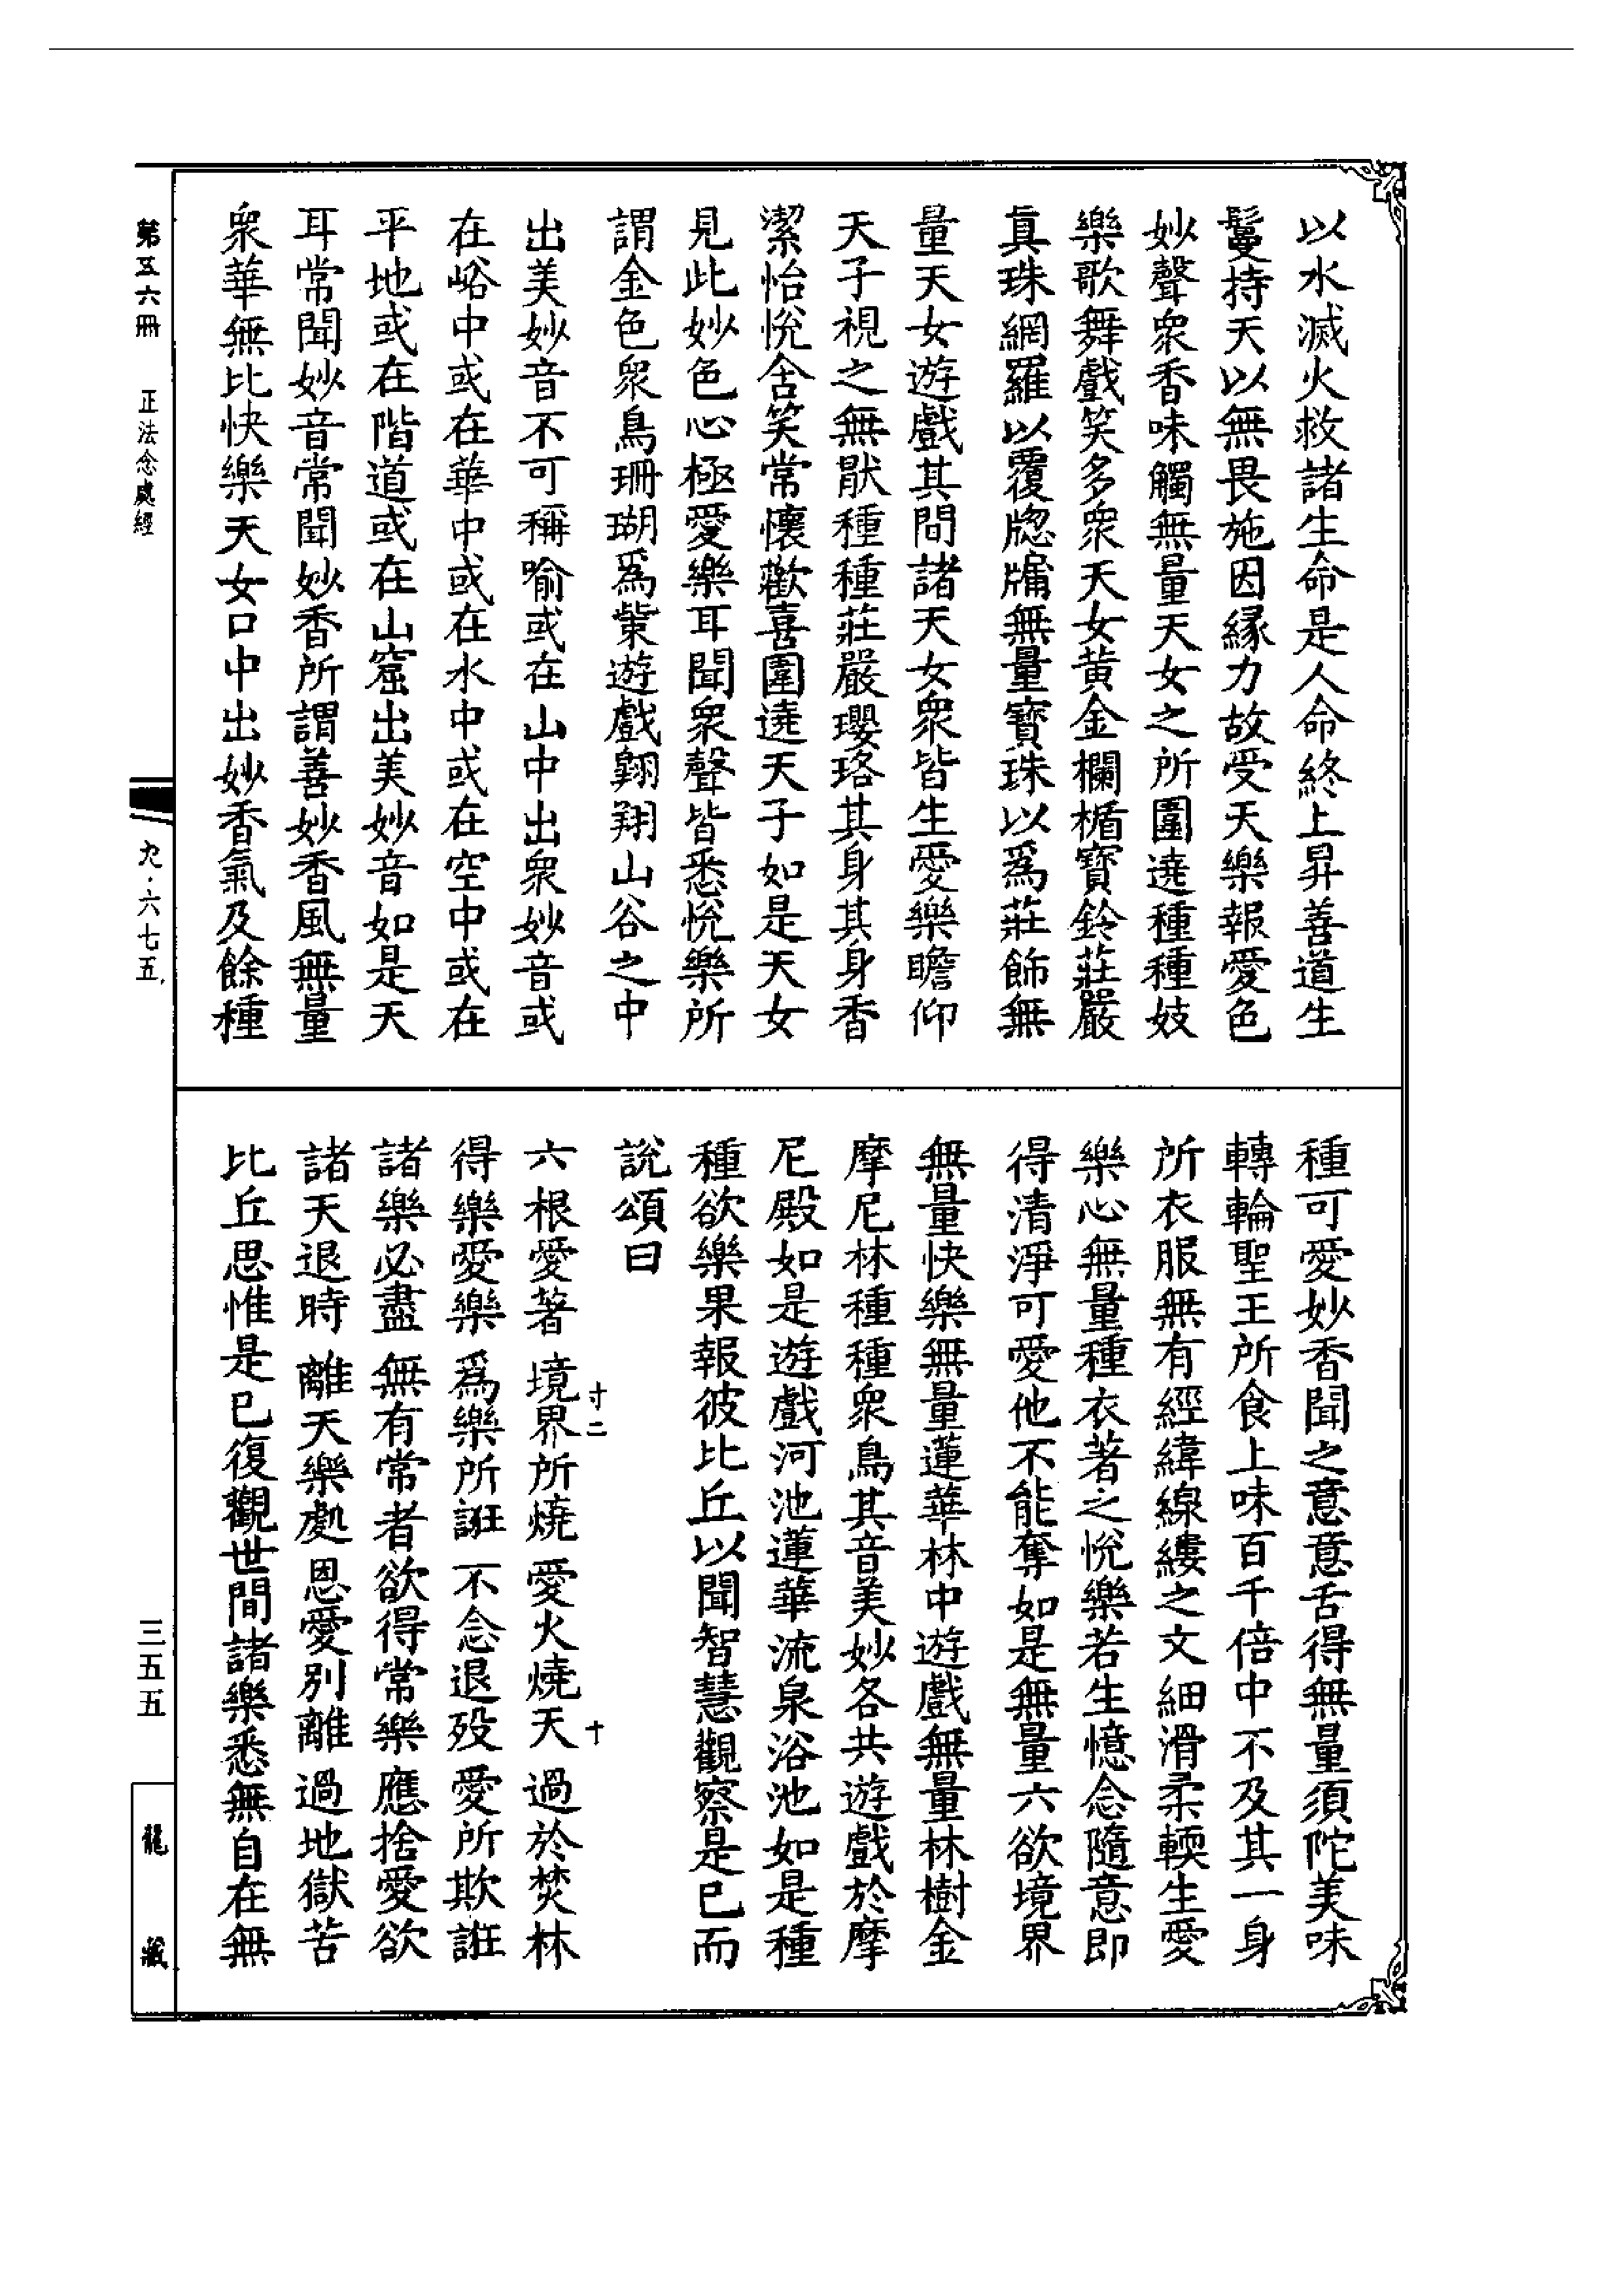 以水滅火救諸生命是人命終上昇善道生
鬘持天以無畏施因緣力故受天樂報愛色
妙聲衆香味觸無量天女之所圍遶種種妓
樂歌舞戲笑多衆天女黄金欄楯寶鈴莊嚴
真珠網羅以覆牕牖無量寶珠以爲莊飾無
量天女遊戲其間諸天女衆皆生愛樂瞻仰
天子視之無猒種種莊嚴瓔珞其身其身香
潔怡悅含笑常懷歡喜圍遶天子如是天女
見此妙色心極愛樂耳聞衆聲皆悉悅樂所
謂金色衆鳥珊瑚爲觜遊戲翺翔山谷之中
出美妙音不可稱喻或在山中出衆妙音或
在峪中或在華中或在水中或在空中或在
平地或在階道或在山窟出美妙音如是天
耳常聞妙音常聞妙香所謂善妙香風無量
衆華無比快樂天女口中出妙香氣及餘種
種可愛妙香聞之意意舌得無量須陀美味
轉輪聖王所食上味百千倍中不及其一身
所衣服無有經緯線縷之文細滑柔輭生愛
樂心無量種衣著之悅樂若生憶念隨意即
得清淨可愛他不能奪如是無量六欲境界
無量快樂無量蓮華林中遊戲無量林樹金
摩尼林種種衆鳥其音美妙各共遊戲於摩
尼殿如是遊戲河池蓮華流泉浴池如是種
種欲樂果報彼比丘以聞智慧觀察是已而
說頌曰
六根愛著 境界所燒 愛火燒天 過於焚林
寸二 十
得樂愛樂 爲樂所誑 不念退歿 愛所欺誑
諸樂必盡 無有常者 欲得常樂 應捨愛欲
諸天退時 離天樂處 恩愛別離 過地獄苦
比丘思惟是已復觀世間諸樂悉無自在無
第五六冊 正法念處經
九·六七五
三五五
龍藏